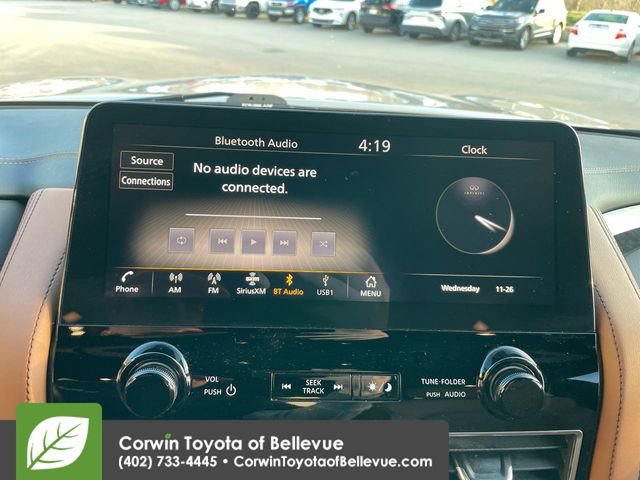 Bluetooth Audio
4:19
Clock
Source
Connections
No audio devices are
connected.
INFINITI
Phone
AM
FM
SiriusXM
BT Audio
USB1
MENU
Wednesday
11-26
VOL
PUSH
SEEK
TRACK
TUNE·FOLDER
PUSH AUDIO
Corwin Toyota of Bellevue
(402) 733-4445 • CorwinToyotaofBellevue.com